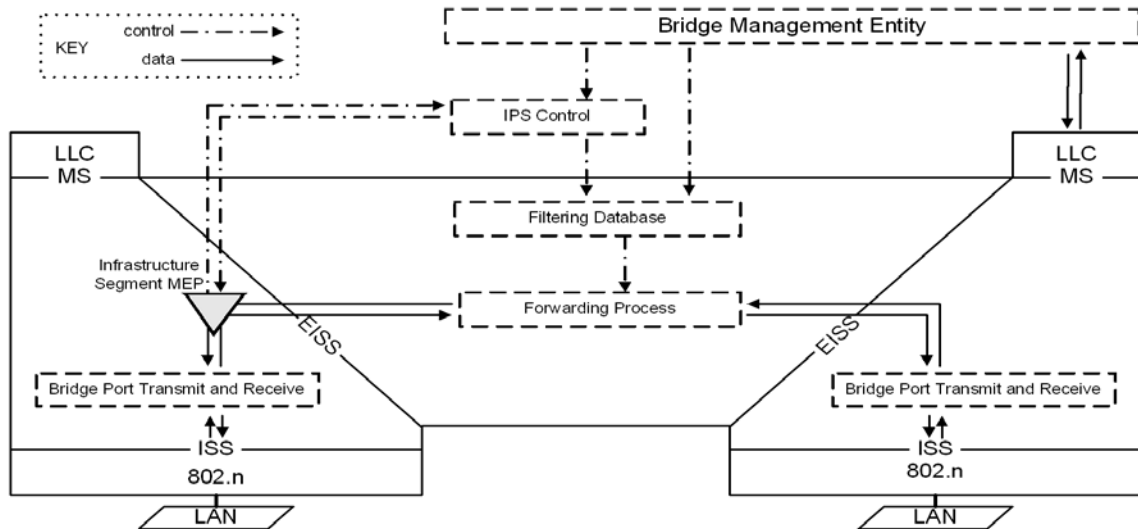 Bridge Management Entity
control
KEY
data
IPS Control
LLC
MS
LLC
MS
Filtering Database
Infrastructure
Segment MEP
Forwarding Process
EISS
EISS
Bridge Port Transmit and Receive
Bridge Port Transmit and Receive
ISS
ISS
802.n
802.n
LAN
LAN